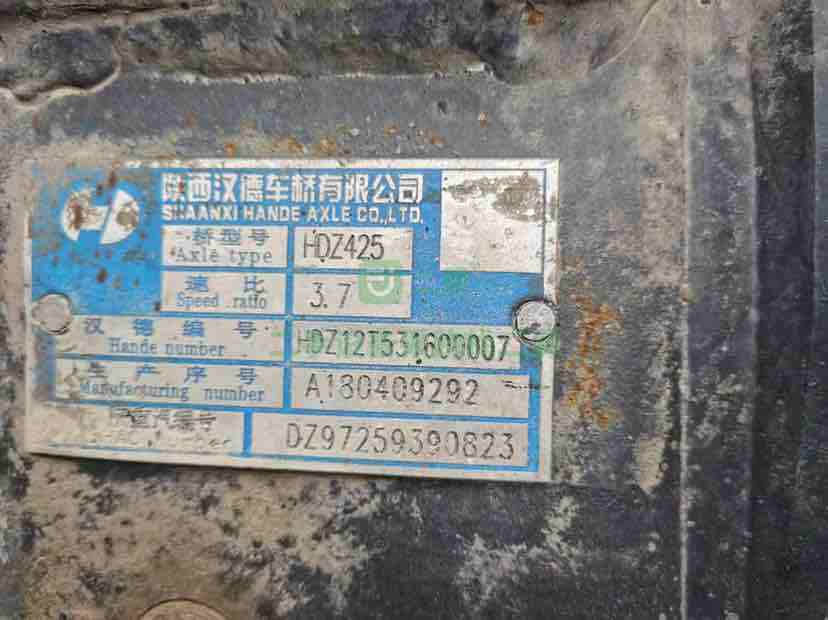 陕西汉德车桥有限公司
SHAANXI HANDE AXLE CO.,LTD.
桥型号 HDZ425
Axle type
速比 3.7
Speed ratio
汉德编号 HDZ12T531600007
Hande number
生产序号 A180409292
Manufacturing number
DZ97259390823